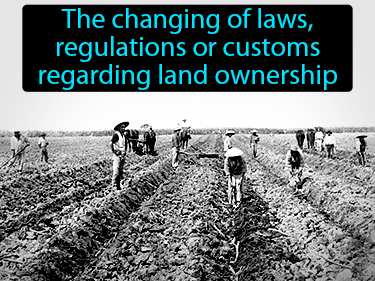 The changing of laws,
regulations or customs
regarding land ownership